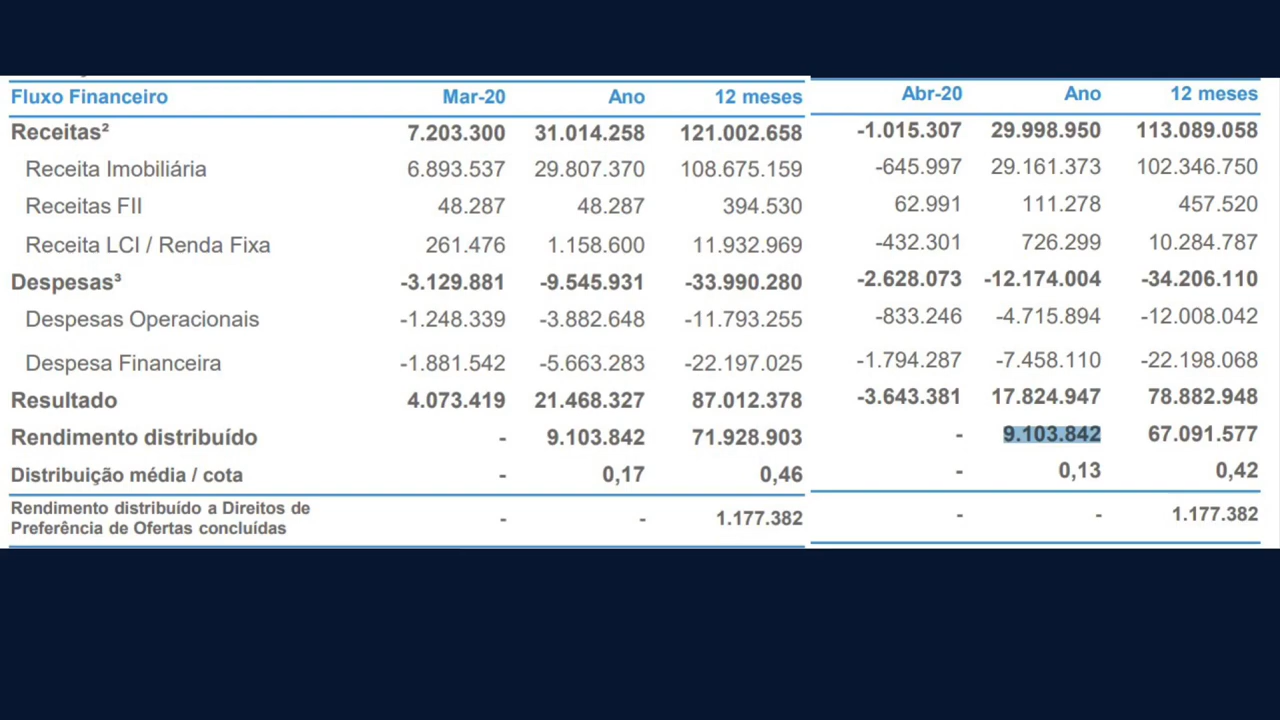 Fluxo Financeiro Mar-20 Ano 12 meses Abr-20 Ano 12 meses
Receitas² 7.203.300 31.014.258 121.002.658 -1.015.307 29.998.950 113.089.058
Receita Imobiliária 6.893.537 29.807.370 108.675.159 -645.997 29.161.373 102.346.750
Receitas FII 48.287 48.287 394.530 62.991 111.278 457.520
Receita LCI / Renda Fixa 261.476 1.158.600 11.932.969 -432.301 726.299 10.284.787
Despesas³ -3.129.881 -9.545.931 -33.990.280 -2.628.073 -12.174.004 -34.206.110
Despesas Operacionais -1.248.339 -3.882.648 -11.793.255 -833.246 -4.715.894 -12.008.042
Despesa Financeira -1.881.542 -5.663.283 -22.197.025 -1.794.287 -7.458.110 -22.198.068
Resultado 4.073.419 21.468.327 87.012.378 -3.643.381 17.824.947 78.882.948
Rendimento distribuído - 9.103.842 71.928.903 - 9.103.842 67.091.577
Distribuição média / cota - 0,17 0,46 - 0,13 0,42
Rendimento distribuído a Direitos de
Preferência de Ofertas concluídas - - 1.177.382 - - 1.177.382